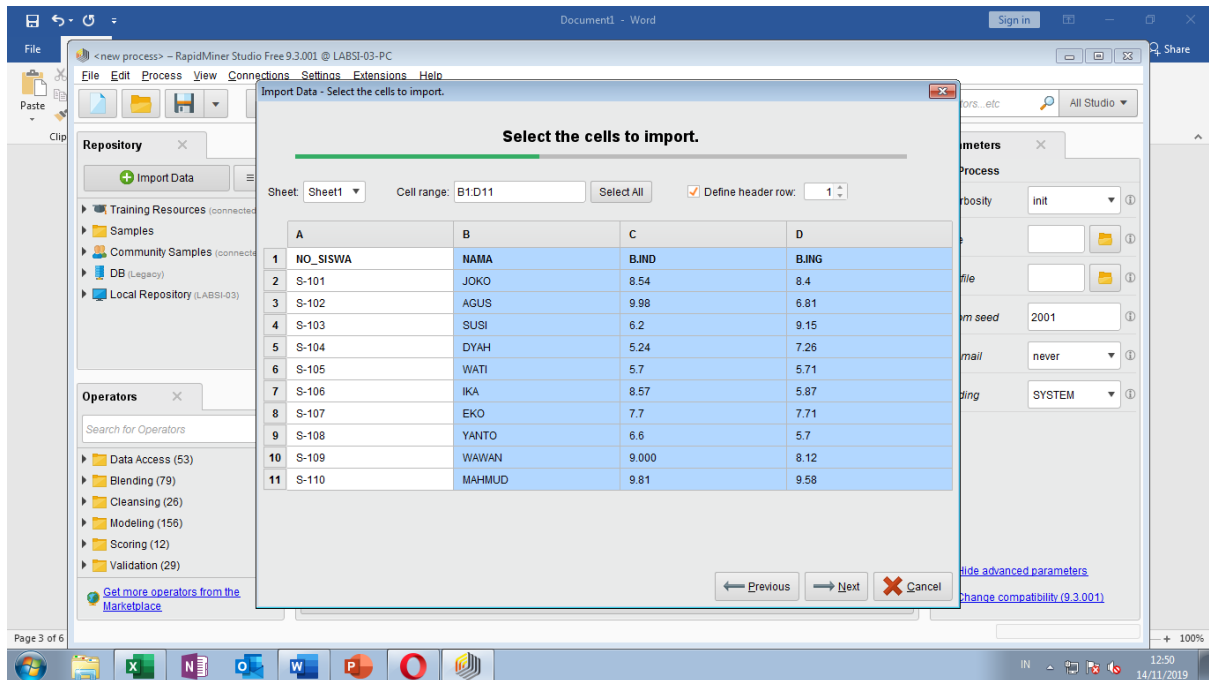 Document1 - Word
Sign in
File
Share
<new process> – RapidMiner Studio Free 9.3.001 @ LABSI-03-PC
File Edit Process View Connections Settings Extensions Help
Paste
Clip
Import Data - Select the cells to import.
tors...etc
All Studio
Select the cells to import.
Repository
Import Data
Training Resources (connected
Samples
Community Samples (connecte
DB (Legacy)
Local Repository (LABSI-03)
Sheet: Sheet1 Cell range: B1:D11 Select All Define header row: 1
A B C D
1 NO_SISWA NAMA B.IND B.ING
2 S-101 JOKO 8.54 8.4
3 S-102 AGUS 9.98 6.81
4 S-103 SUSI 6.2 9.15
5 S-104 DYAH 5.24 7.26
6 S-105 WATI 5.7 5.71
7 S-106 IKA 8.57 5.87
8 S-107 EKO 7.7 7.71
9 S-108 YANTO 6.6 5.7
10 S-109 WAWAN 9.000 8.12
11 S-110 MAHMUD 9.81 9.58
Previous Next Cancel
Operators
Search for Operators
Data Access (53)
Blending (79)
Cleansing (26)
Modeling (156)
Scoring (12)
Validation (29)
Get more operators from the
Marketplace
meters
Process
rbosity init
file
om seed 2001
mail never
ding SYSTEM
Hide advanced parameters
Change compatibility (9.3.001)
Page 3 of 6
100%
IN
12:50
14/11/2019